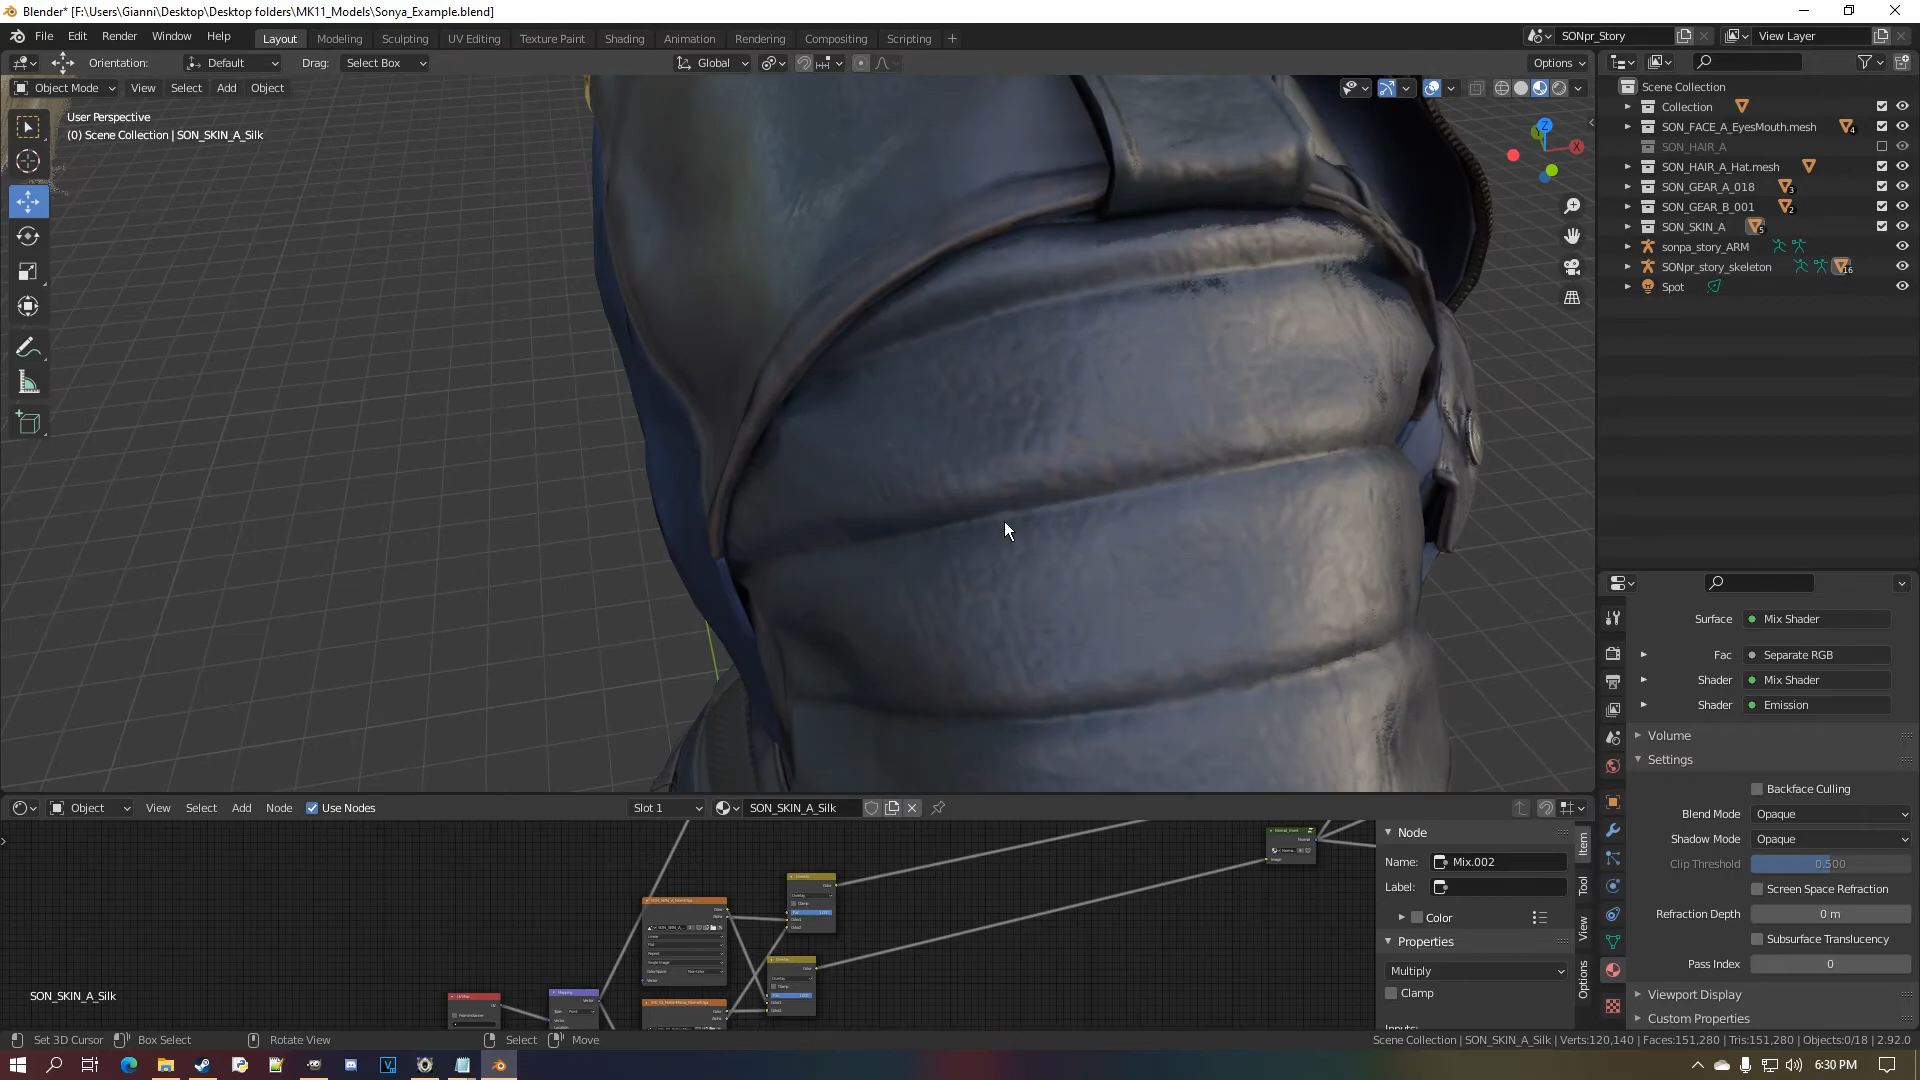 Blender* [F:\Users\Gianni\Desktop\Desktop folders\MK11_Models\Sonya_Example.blend]
File Edit Render Window Help Layout Modeling Sculpting UV Editing Texture Paint Shading Animation Rendering Compositing Scripting SONpr_Story View Layer
Orientation: Default Drag: Select Box Global Options
Object Mode View Select Add Object
User Perspective
(0) Scene Collection | SON_SKIN_A_Silk
Z
X
Scene Collection
Collection
SON_FACE_A_EyesMouth.mesh 4
SON_HAIR_A
SON_HAIR_A_Hat.mesh
SON_GEAR_A_018 3
SON_GEAR_B_001 2
SON_SKIN_A 5
sonpa_story_ARM
SONpr_story_skeleton 16
Spot
Surface Mix Shader
Fac Separate RGB
Shader Mix Shader
Shader Emission
Volume
Settings
Backface Culling
Blend Mode Opaque
Shadow Mode Opaque
Clip Threshold 0.500
Screen Space Refraction
Refraction Depth 0 m
Subsurface Translucency
Pass Index 0
Viewport Display
Custom Properties
Object View Select Add Node Use Nodes Slot 1 SON_SKIN_A_Silk
Node
Name: Mix.002
Label:
Color
Properties
Multiply
Clamp
Item
Tool
View
Options
SON_SKIN_A_Silk
Set 3D Cursor Box Select Rotate View Select Move Scene Collection | SON_SKIN_A_Silk | Verts:120,140 | Faces:151,280 | Tris:151,280 | Objects:0/18 | 2.92.0
6:30 PM